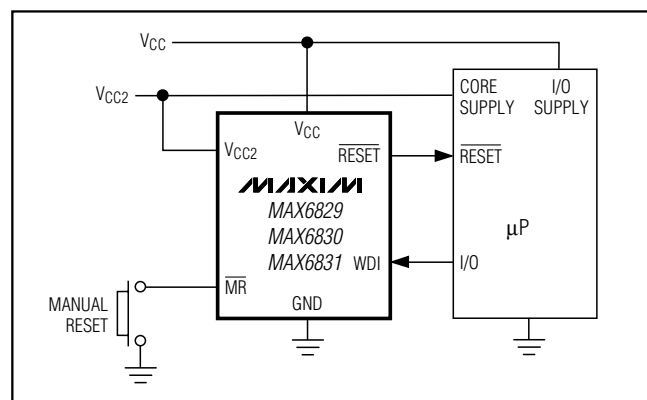 VCC
VCC2
CORE SUPPLY
I/O SUPPLY
VCC
VCC2
RESET
RESET
MAXIM
MAX6829
MAX6830
MAX6831
µP
WDI
I/O
MR
MANUAL RESET
GND